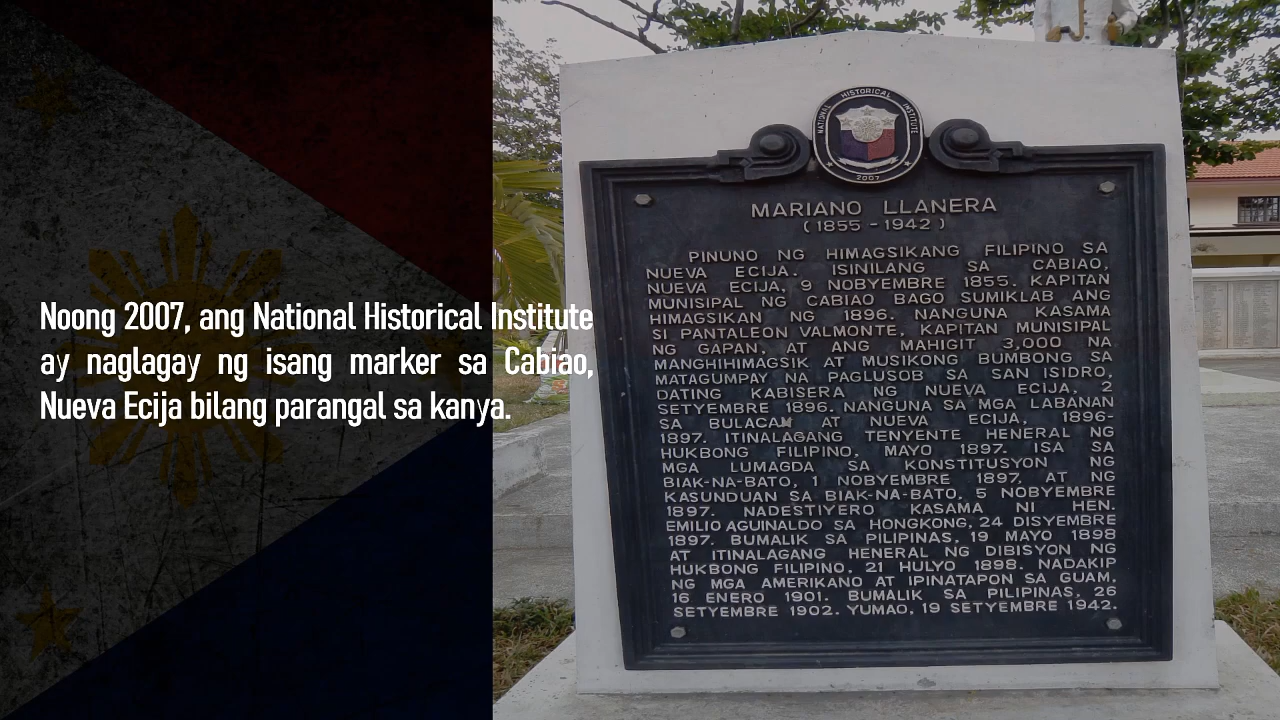 Noong 2007, ang National Historical Institute
ay naglagay ng isang marker sa Cabiao,
Nueva Ecija bilang parangal sa kanya.
NATIONAL HISTORICAL INSTITUTE
2007
MARIANO LLANERA
(1855 - 1942)
PINUNO NG HIMAGSIKANG FILIPINO SA
NUEVA ECIJA. ISINILANG SA CABIAO,
NUEVA ECIJA, 9 NOBYEMBRE 1855. KAPITAN
MUNISIPAL NG CABIAO BAGO SUMIKLAB ANG
HIMAGSIKAN NG 1896. NANGUNA KASAMA
SI PANTALEON VALMONTE, KAPITAN MUNISIPAL
NG GAPAN, AT ANG MAHIGIT 3,000 NA
MANGHIHIMAGSIK AT MUSIKONG BUMBONG SA
MATAGUMPAY NA PAGLUSOB SA SAN ISIDRO,
DATING KABISERA NG NUEVA ECIJA, 2
SETYEMBRE 1896. NANGUNA SA MGA LABANAN
SA BULACAN AT NUEVA ECIJA, 1896-
1897. ITINALAGANG TENYENTE HENERAL NG
HUKBONG FILIPINO, MAYO 1897. ISA SA
MGA LUMAGDA SA KONSTITUSYON NG
BIAK-NA-BATO, 1 NOBYEMBRE 1897, AT NG
KASUNDUAN SA BIAK-NA-BATO, 5 NOBYEMBRE
1897. NADESTIYERO KASAMA NI HEN.
EMILIO AGUINALDO SA HONGKONG, 24 DISYEMBRE
1897. BUMALIK SA PILIPINAS, 19 MAYO 1898
AT ITINALAGANG HENERAL NG DIBISYON NG
HUKBONG FILIPINO, 21 HULYO 1898. NADAKIP
NG MGA AMERIKANO AT IPINATAPON SA GUAM,
16 ENERO 1901. BUMALIK SA PILIPINAS, 26
SETYEMBRE 1902. YUMAO, 19 SETYEMBRE 1942.